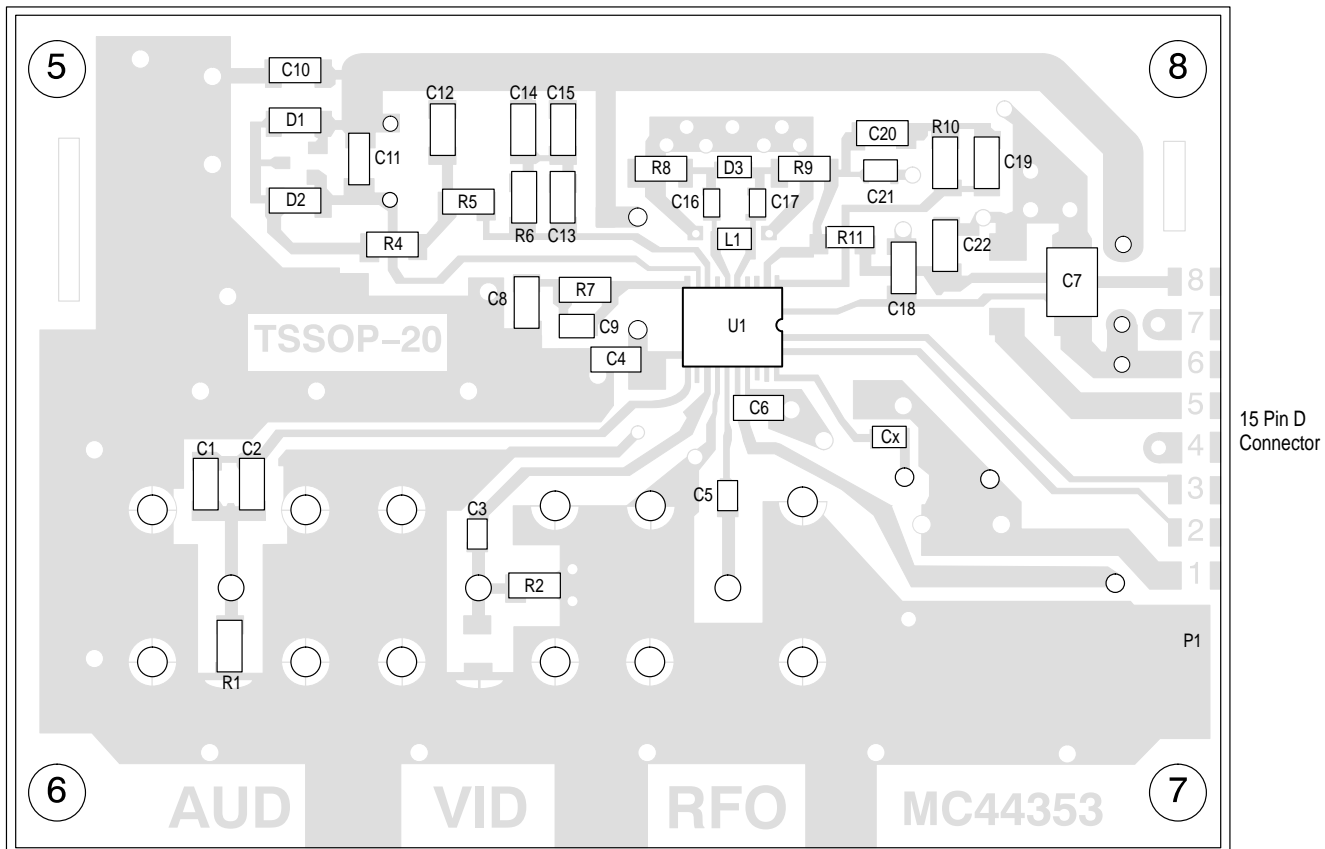 5
8
C10
C12
C14
C15
D1
C11
C20
R10
C19
R8
D3
R9
C21
D2
R5
C16
C17
R6
C13
R4
L1
R11
C22
C8
R7
C18
C7
8
C9
U1
7
TSSOP–20
C4
6
C6
5
15 Pin D
Connector
C1
C2
Cx
4
C5
3
C3
2
R2
1
P1
R1
6
7
AUD
VID
RFO
MC44353